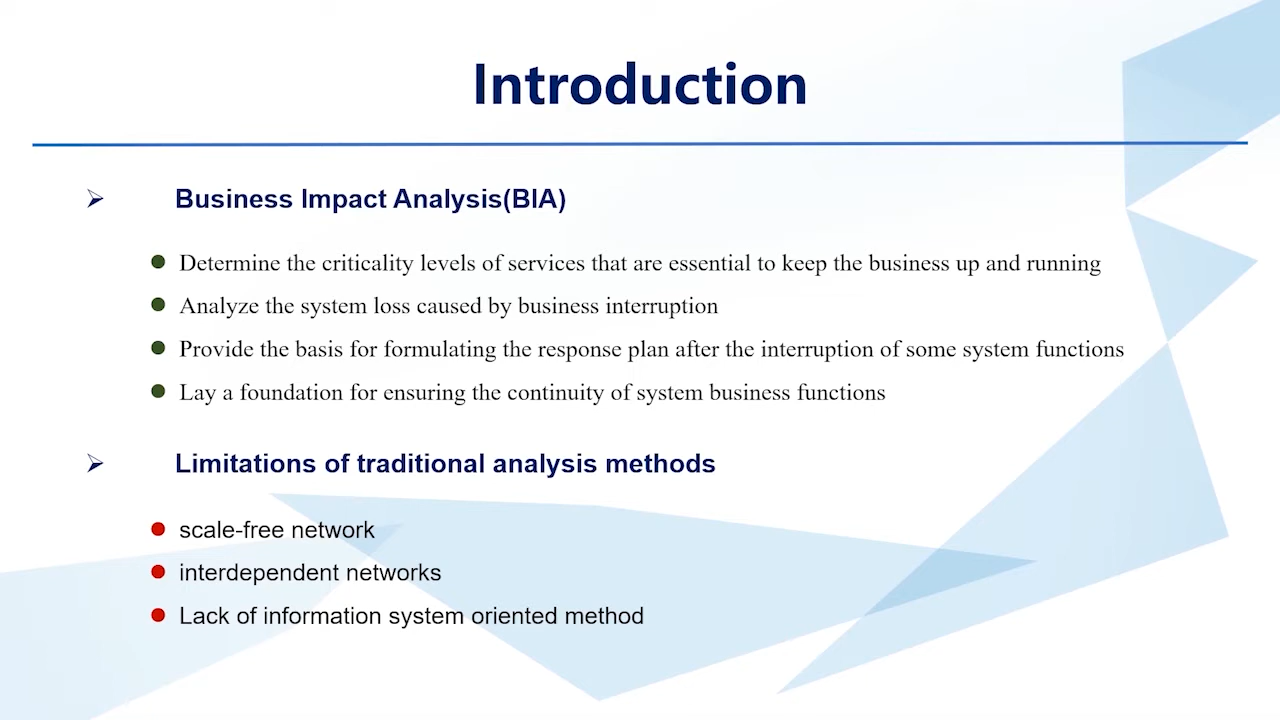 Introduction
Business Impact Analysis(BIA)
Determine the criticality levels of services that are essential to keep the business up and running
Analyze the system loss caused by business interruption
Provide the basis for formulating the response plan after the interruption of some system functions
Lay a foundation for ensuring the continuity of system business functions
Limitations of traditional analysis methods
scale-free network
interdependent networks
Lack of information system oriented method